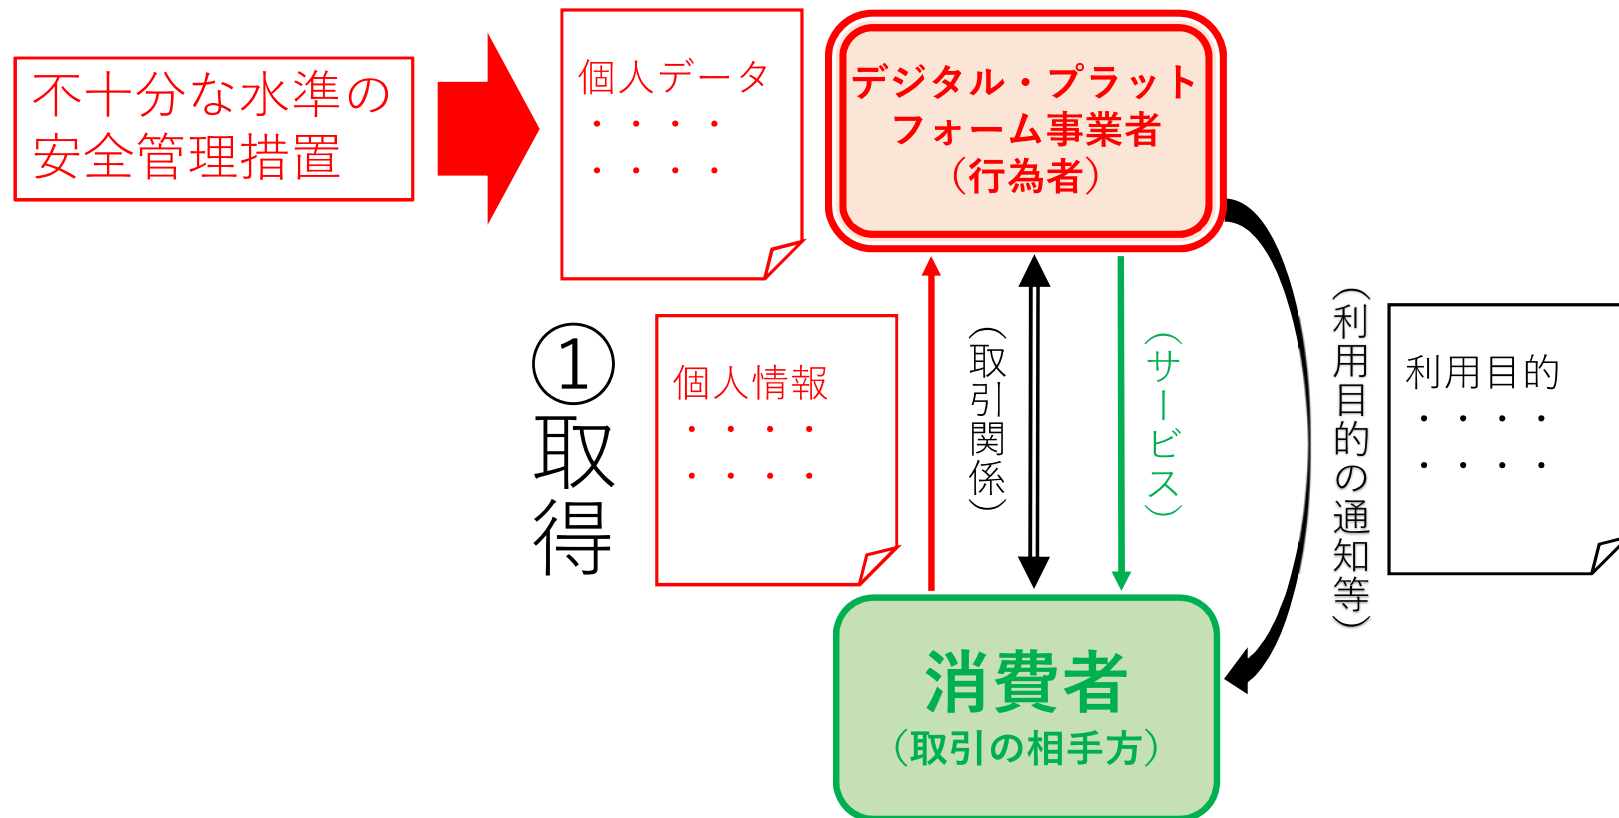 不十分な水準の
安全管理措置
個人データ
・・・・
・・・・
デジタル・プラット
フォーム事業者
（行為者）
①取得
個人情報
・・・・
・・・・
（取引関係）
（サービス）
（利用目的の通知等）
利用目的
・・・・
・・・・
消費者
（取引の相手方）